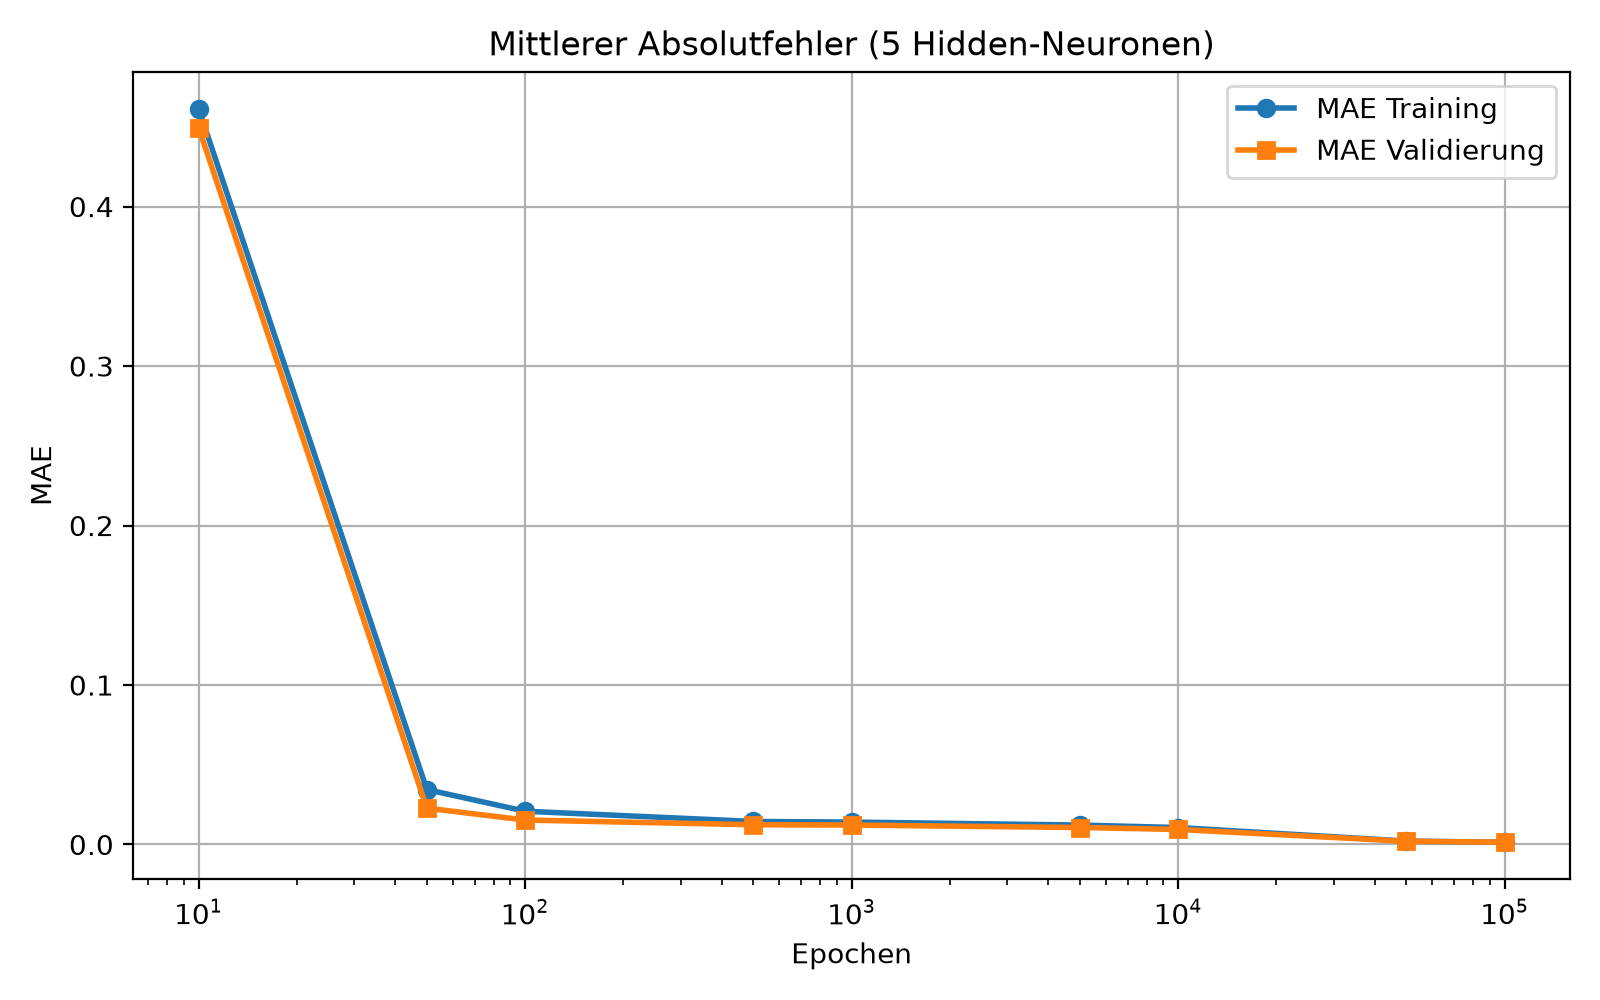 Mittlerer Absolutfehler (5 Hidden-Neuronen)
MAE Training
MAE Validierung
MAE
0.4
0.3
0.2
0.1
0.0
10¹ 10² 10³ 10⁴ 10⁵
Epochen